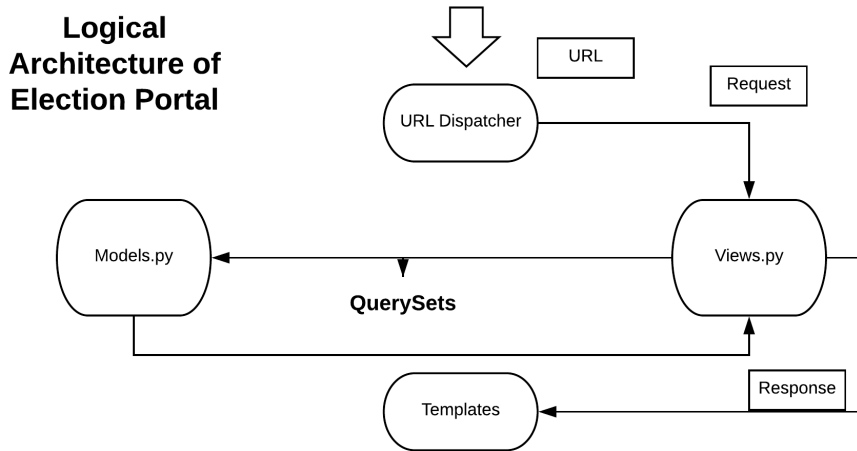 Logical
Architecture of
Election Portal
URL
Request
URL Dispatcher
Models.py
Views.py
QuerySets
Response
Templates